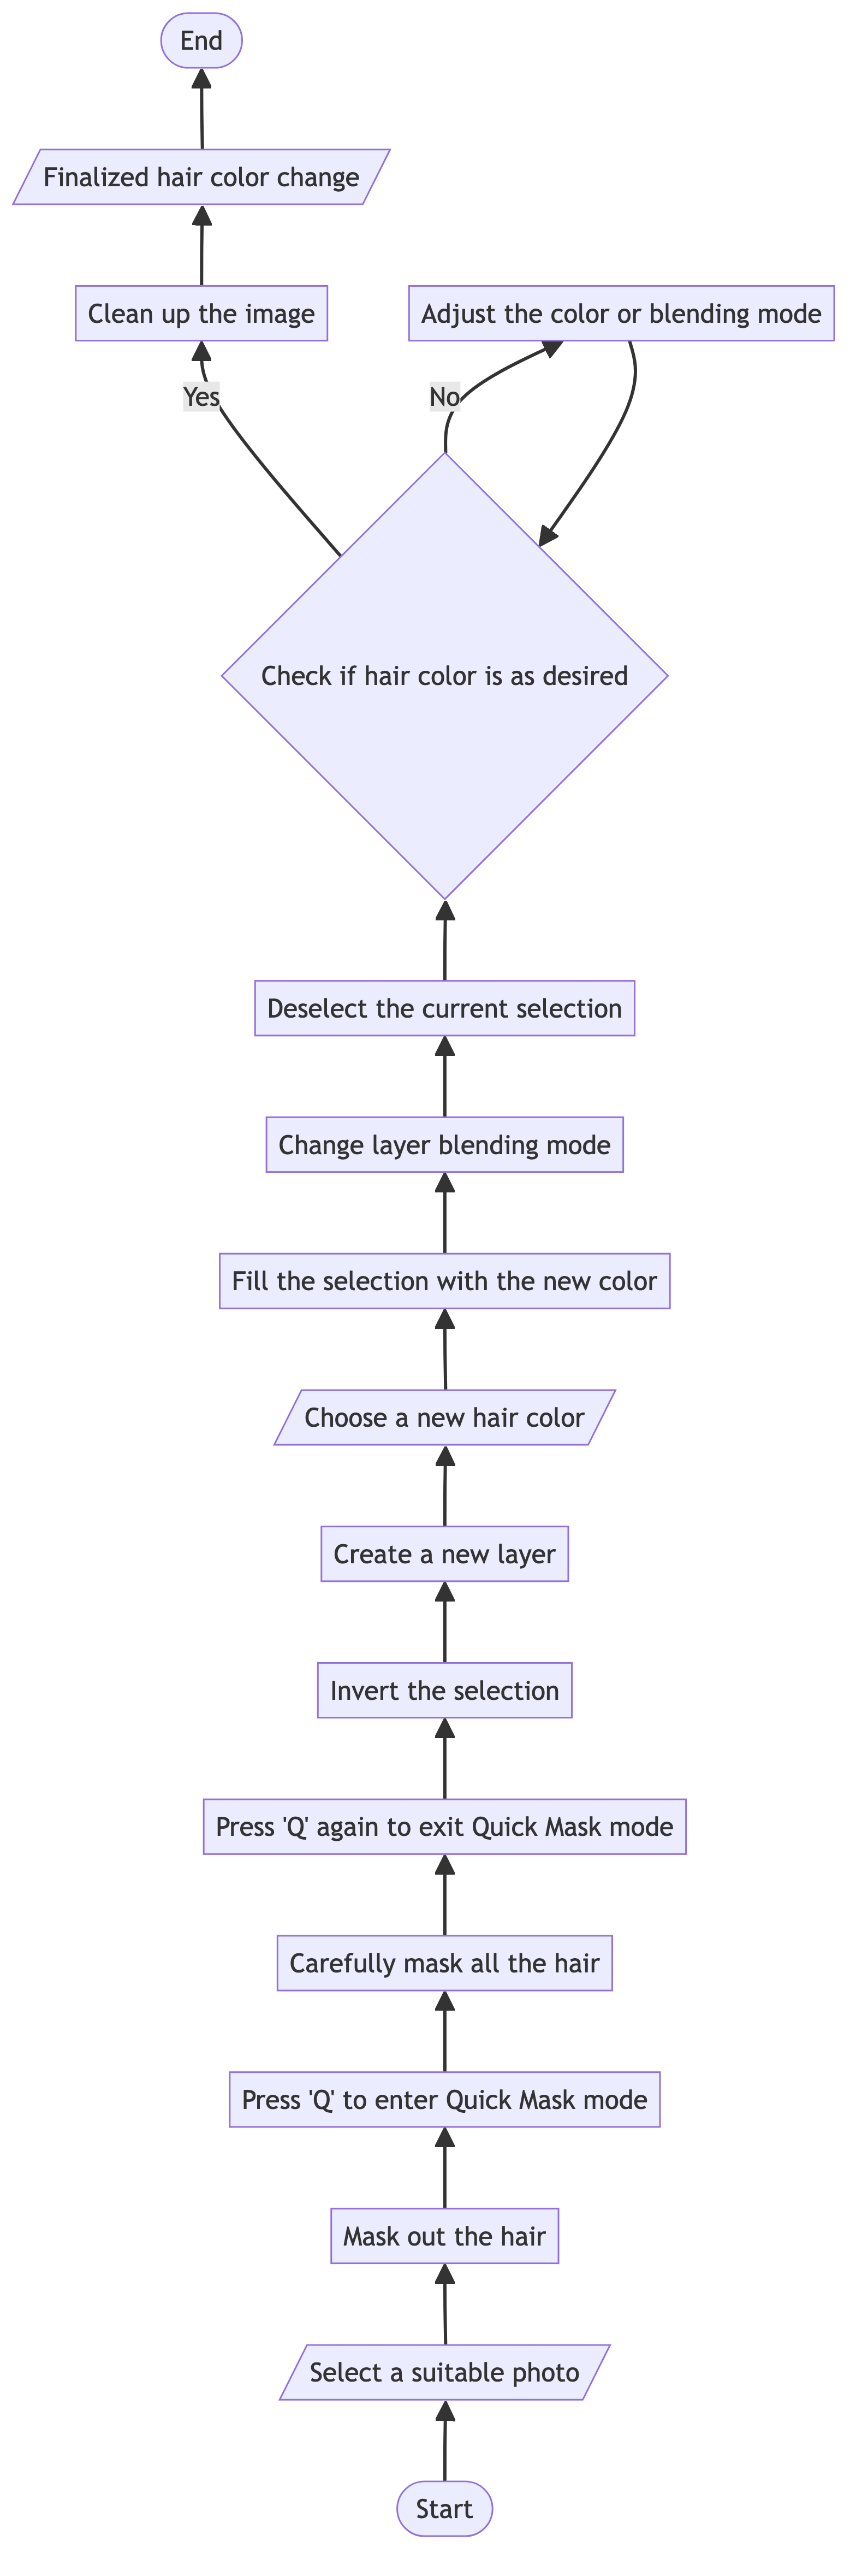 End
Finalized hair color change
Clean up the image
Adjust the color or blending mode
Yes
No
Check if hair color is as desired
Deselect the current selection
Change layer blending mode
Fill the selection with the new color
Choose a new hair color
Create a new layer
Invert the selection
Press 'Q' again to exit Quick Mask mode
Carefully mask all the hair
Press 'Q' to enter Quick Mask mode
Mask out the hair
Select a suitable photo
Start